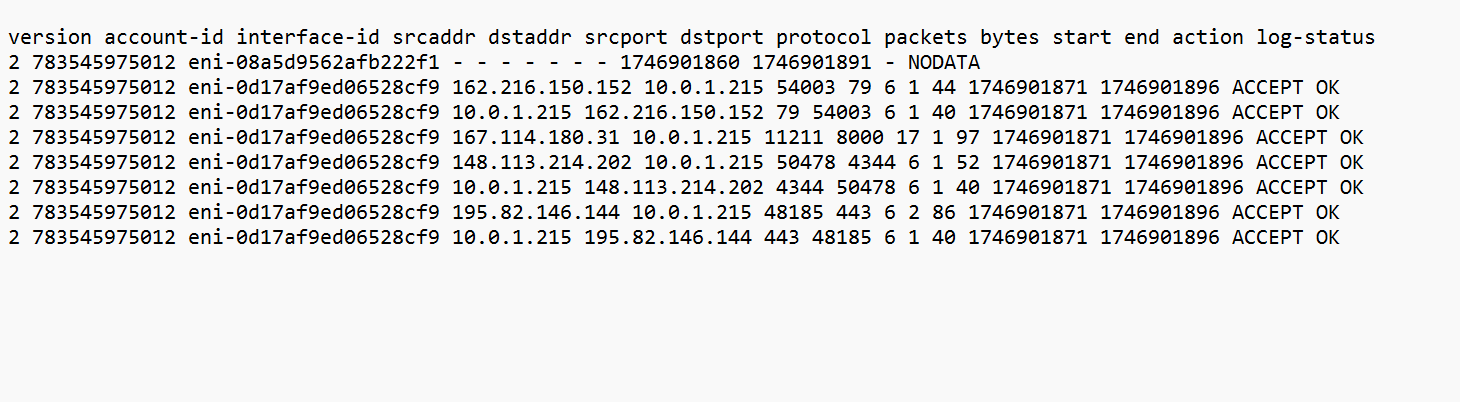 version account-id interface-id srcaddr dstaddr srcport dstport protocol packets bytes start end action log-status
2 783545975012 eni-08a5d9562afb222f1 - - - - - - - 1746901860 1746901891 - NODATA
2 783545975012 eni-0d17af9ed06528cf9 162.216.150.152 10.0.1.215 54003 79 6 1 44 1746901871 1746901896 ACCEPT OK
2 783545975012 eni-0d17af9ed06528cf9 10.0.1.215 162.216.150.152 79 54003 6 1 40 1746901871 1746901896 ACCEPT OK
2 783545975012 eni-0d17af9ed06528cf9 167.114.180.31 10.0.1.215 11211 8000 17 1 97 1746901871 1746901896 ACCEPT OK
2 783545975012 eni-0d17af9ed06528cf9 148.113.214.202 10.0.1.215 50478 4344 6 1 52 1746901871 1746901896 ACCEPT OK
2 783545975012 eni-0d17af9ed06528cf9 10.0.1.215 148.113.214.202 4344 50478 6 1 40 1746901871 1746901896 ACCEPT OK
2 783545975012 eni-0d17af9ed06528cf9 195.82.146.144 10.0.1.215 48185 443 6 2 86 1746901871 1746901896 ACCEPT OK
2 783545975012 eni-0d17af9ed06528cf9 10.0.1.215 195.82.146.144 443 48185 6 1 40 1746901871 1746901896 ACCEPT OK